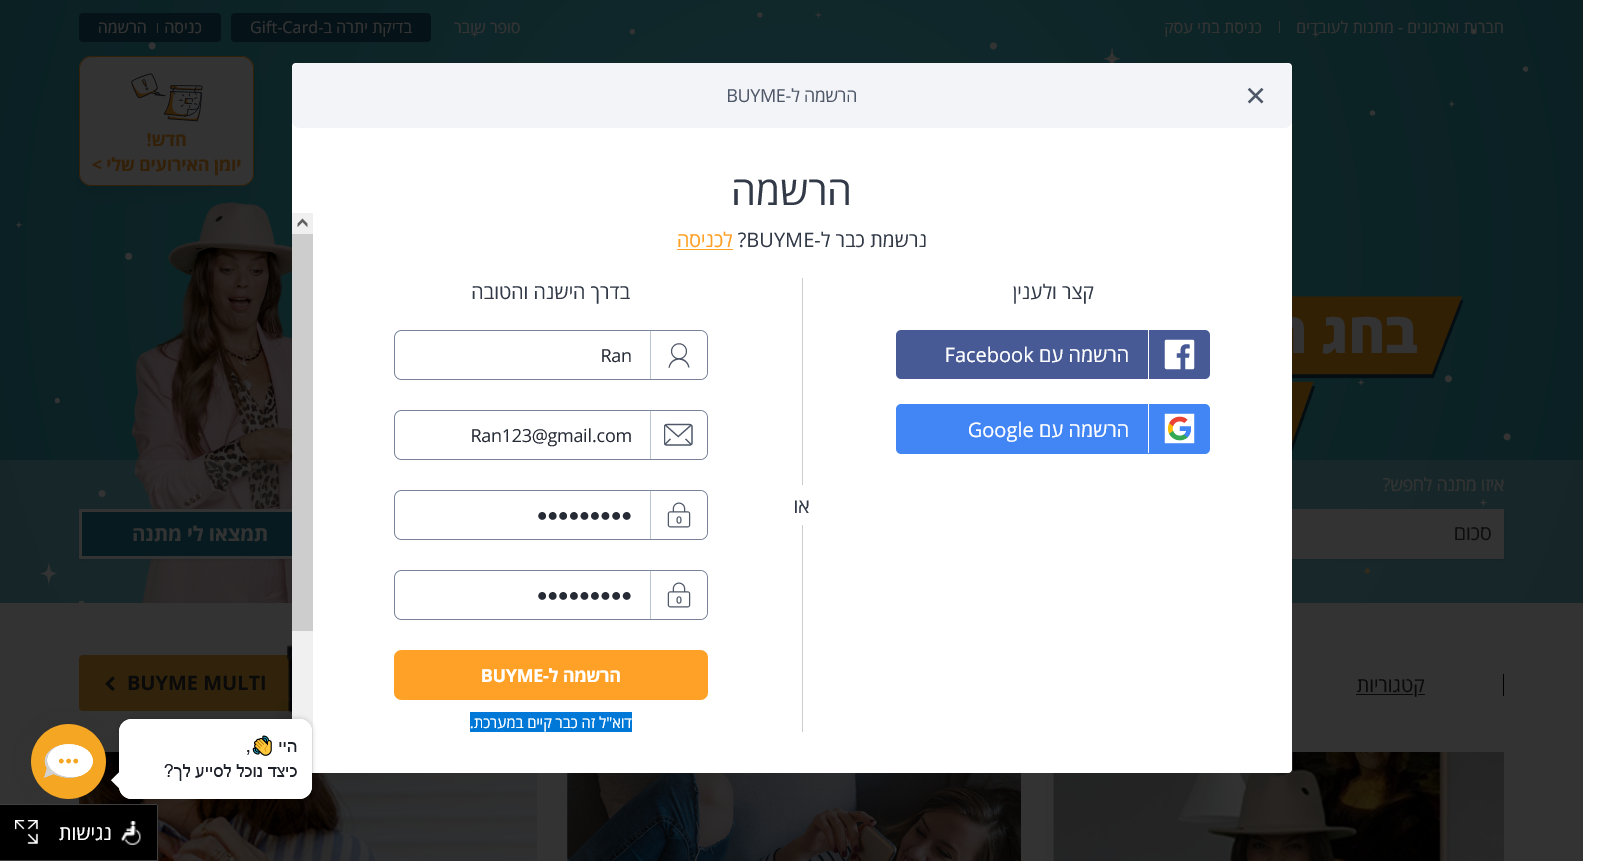 חברות וארגונים - מתנות לעובדים | כניסת בתי עסק
סופר שובר
בדיקת יתרה ב-Gift-Card
כניסה | הרשמה
חדש!
יומן האירועים שלי >
הרשמה ל-BUYME
הרשמה
נרשמת כבר ל-BUYME? לכניסה
קצר ולענין
הרשמה עם Facebook
הרשמה עם Google
או
בדרך הישנה והטובה
Ran
Ran123@gmail.com
•••••••••
•••••••••
הרשמה ל-BUYME
דוא"ל זה כבר קיים במערכת.
בחג
איזו מתנה לחפש?
סכום
תמצאו לי מתנה
קטגוריות
BUYME MULTI
היי 👋,
כיצד נוכל לסייע לך?
נגישות